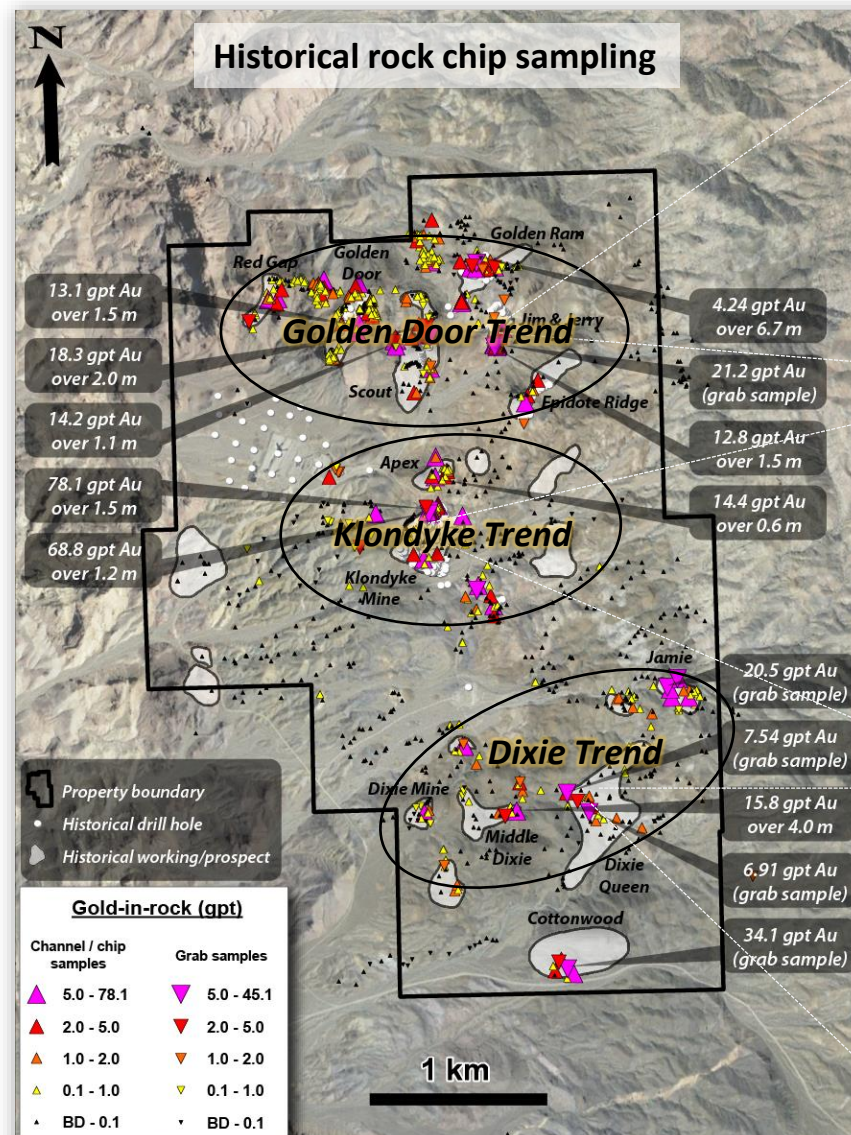 N
Historical rock chip sampling
Golden Ram
Golden
Door
Red Gap
13.1 gpt Au
over 1.5 m
4.24 gpt Au
over 6.7 m
Jim & Jerry
Golden Door Trend
18.3 gpt Au
over 2.0 m
21.2 gpt Au
(grab sample)
Scout
Epidote Ridge
14.2 gpt Au
over 1.1 m
12.8 gpt Au
over 1.5 m
Apex
78.1 gpt Au
over 1.5 m
14.4 gpt Au
over 0.6 m
Klondyke Trend
68.8 gpt Au
over 1.2 m
Klondyke
Mine
Jamie
20.5 gpt Au
(grab sample)
7.54 gpt Au
(grab sample)
Dixie Trend
Dixie Mine
15.8 gpt Au
over 4.0 m
Middle
Dixie
Dixie
Queen
6.91 gpt Au
(grab sample)
Cottonwood
34.1 gpt Au
(grab sample)
Property boundary
Historical drill hole
Historical working/prospect
Gold-in-rock (gpt)
Channel / chip
samples
Grab samples
5.0 - 78.1
5.0 - 45.1
2.0 - 5.0
2.0 - 5.0
1.0 - 2.0
1.0 - 2.0
0.1 - 1.0
0.1 - 1.0
BD - 0.1
BD - 0.1
1 km